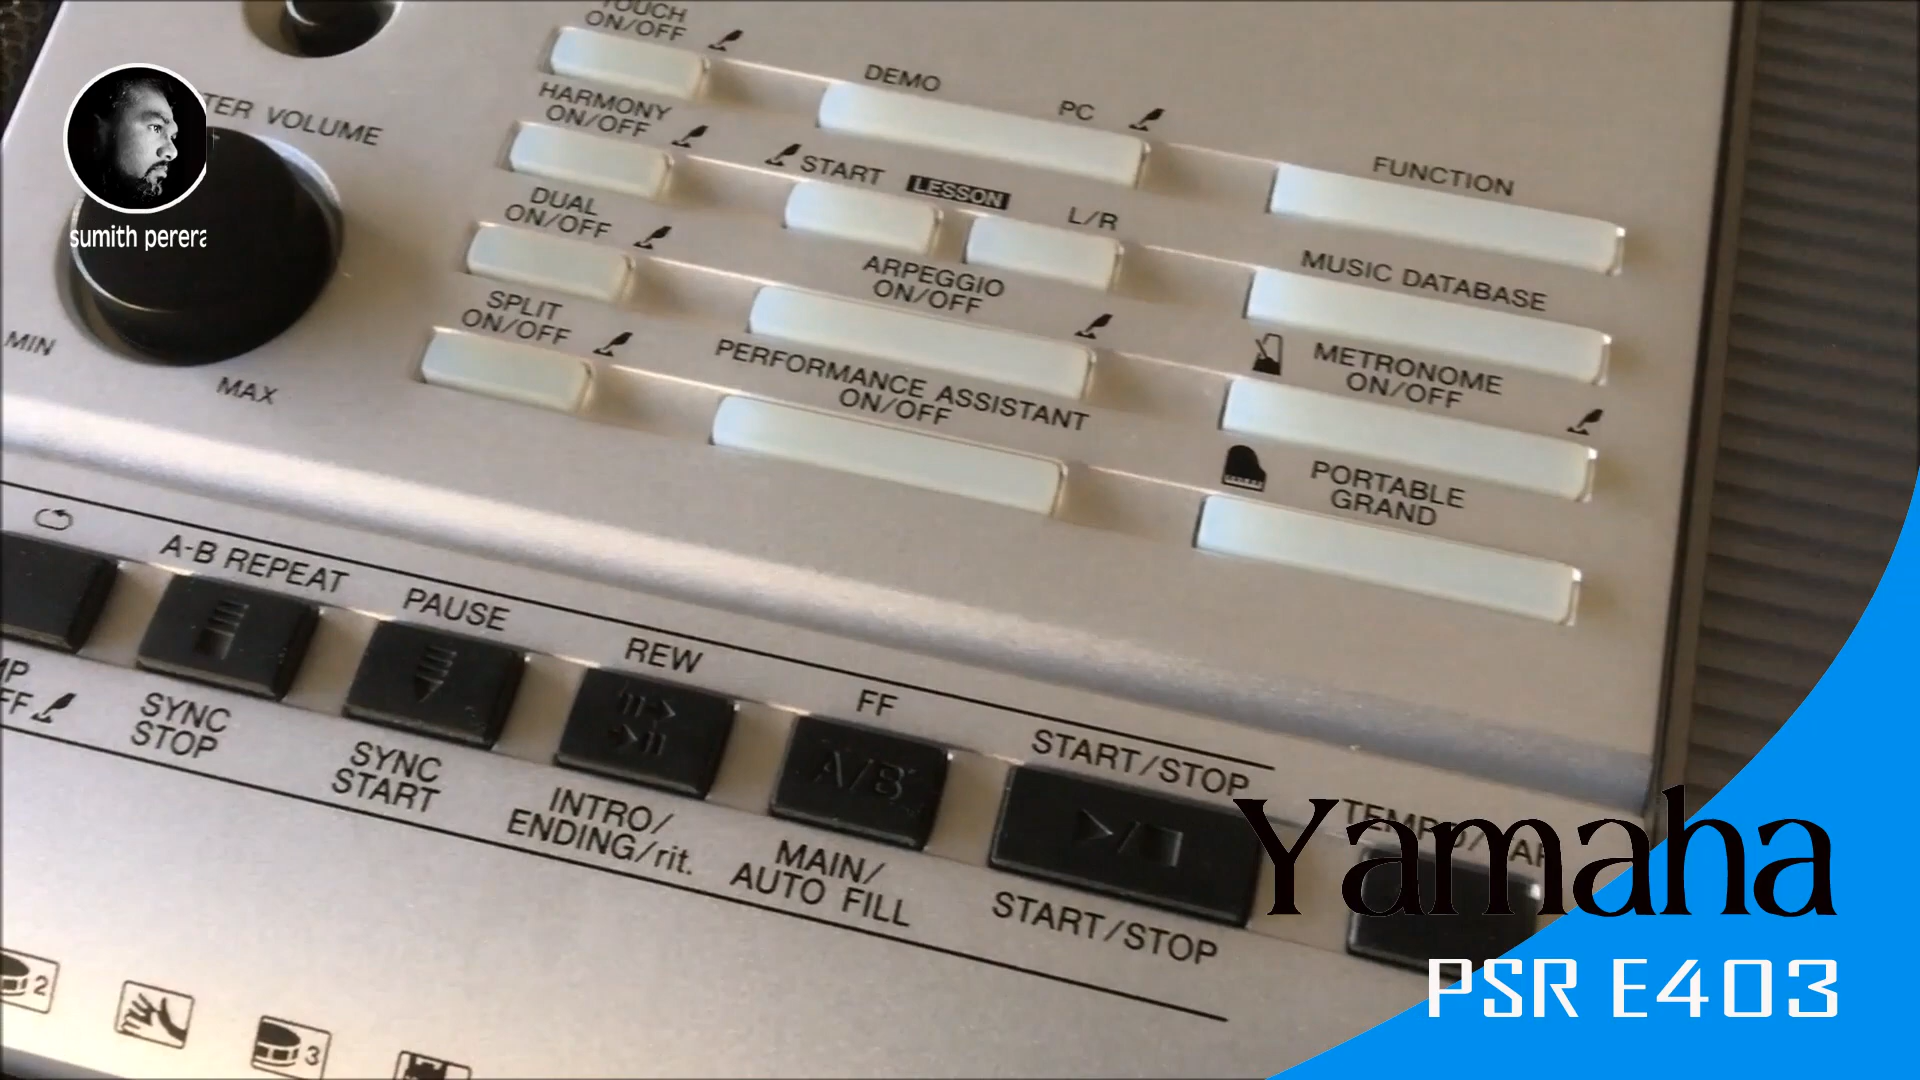 TOUCH
ON/OFF
DEMO
PC
FUNCTION
sumith perera
TER VOLUME
MIN
MAX
HARMONY
ON/OFF
START
LESSON
L/R
MUSIC DATABASE
DUAL
ON/OFF
ARPEGGIO
ON/OFF
METRONOME
ON/OFF
SPLIT
ON/OFF
PERFORMANCE ASSISTANT
ON/OFF
PORTABLE
GRAND
A-B REPEAT
PAUSE
REW
FF
START/STOP
A/B
MP
FF
SYNC
STOP
SYNC
START
INTRO/
ENDING/rit.
MAIN/
AUTO FILL
START/STOP
2
3
Yamaha
PSR E403